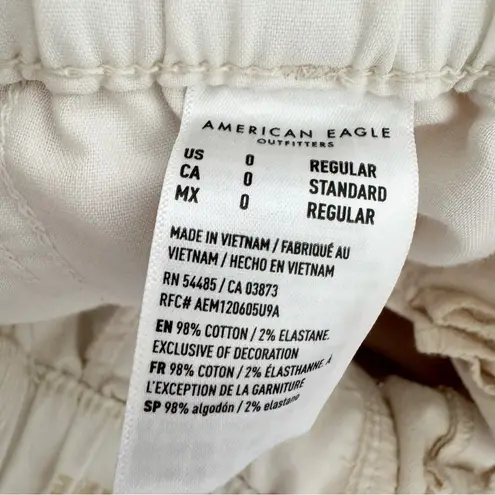 AMERICAN EAGLE
OUTFITTERS
US 0 REGULAR
CA 0 STANDARD
MX 0 REGULAR
MADE IN VIETNAM / FABRIQUÉ AU
VIETNAM / HECHO EN VIETNAM
RN 54485 / CA 03873
RFC# AEM120605U9A
EN 98% COTTON / 2% ELASTANE.
EXCLUSIVE OF DECORATION
FR 98% COTON / 2% ÉLASTHANNE. À
L'EXCEPTION DE LA GARNITURE
SP 98% algodón / 2% elastano